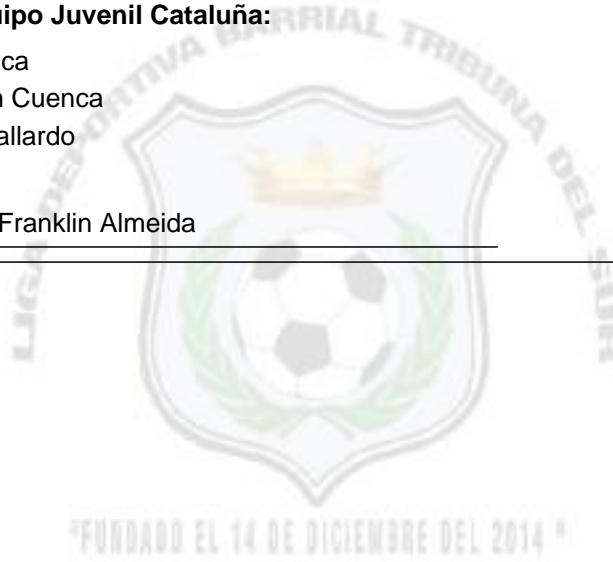 uipo Juvenil Cataluña:
ca
n Cuenca
allardo
Franklin Almeida
LIGA DEPORTIVA BARRIAL TRIBUNA DEL SUR
"FUNDADO EL 14 DE DICIEMBRE DEL 2014 "